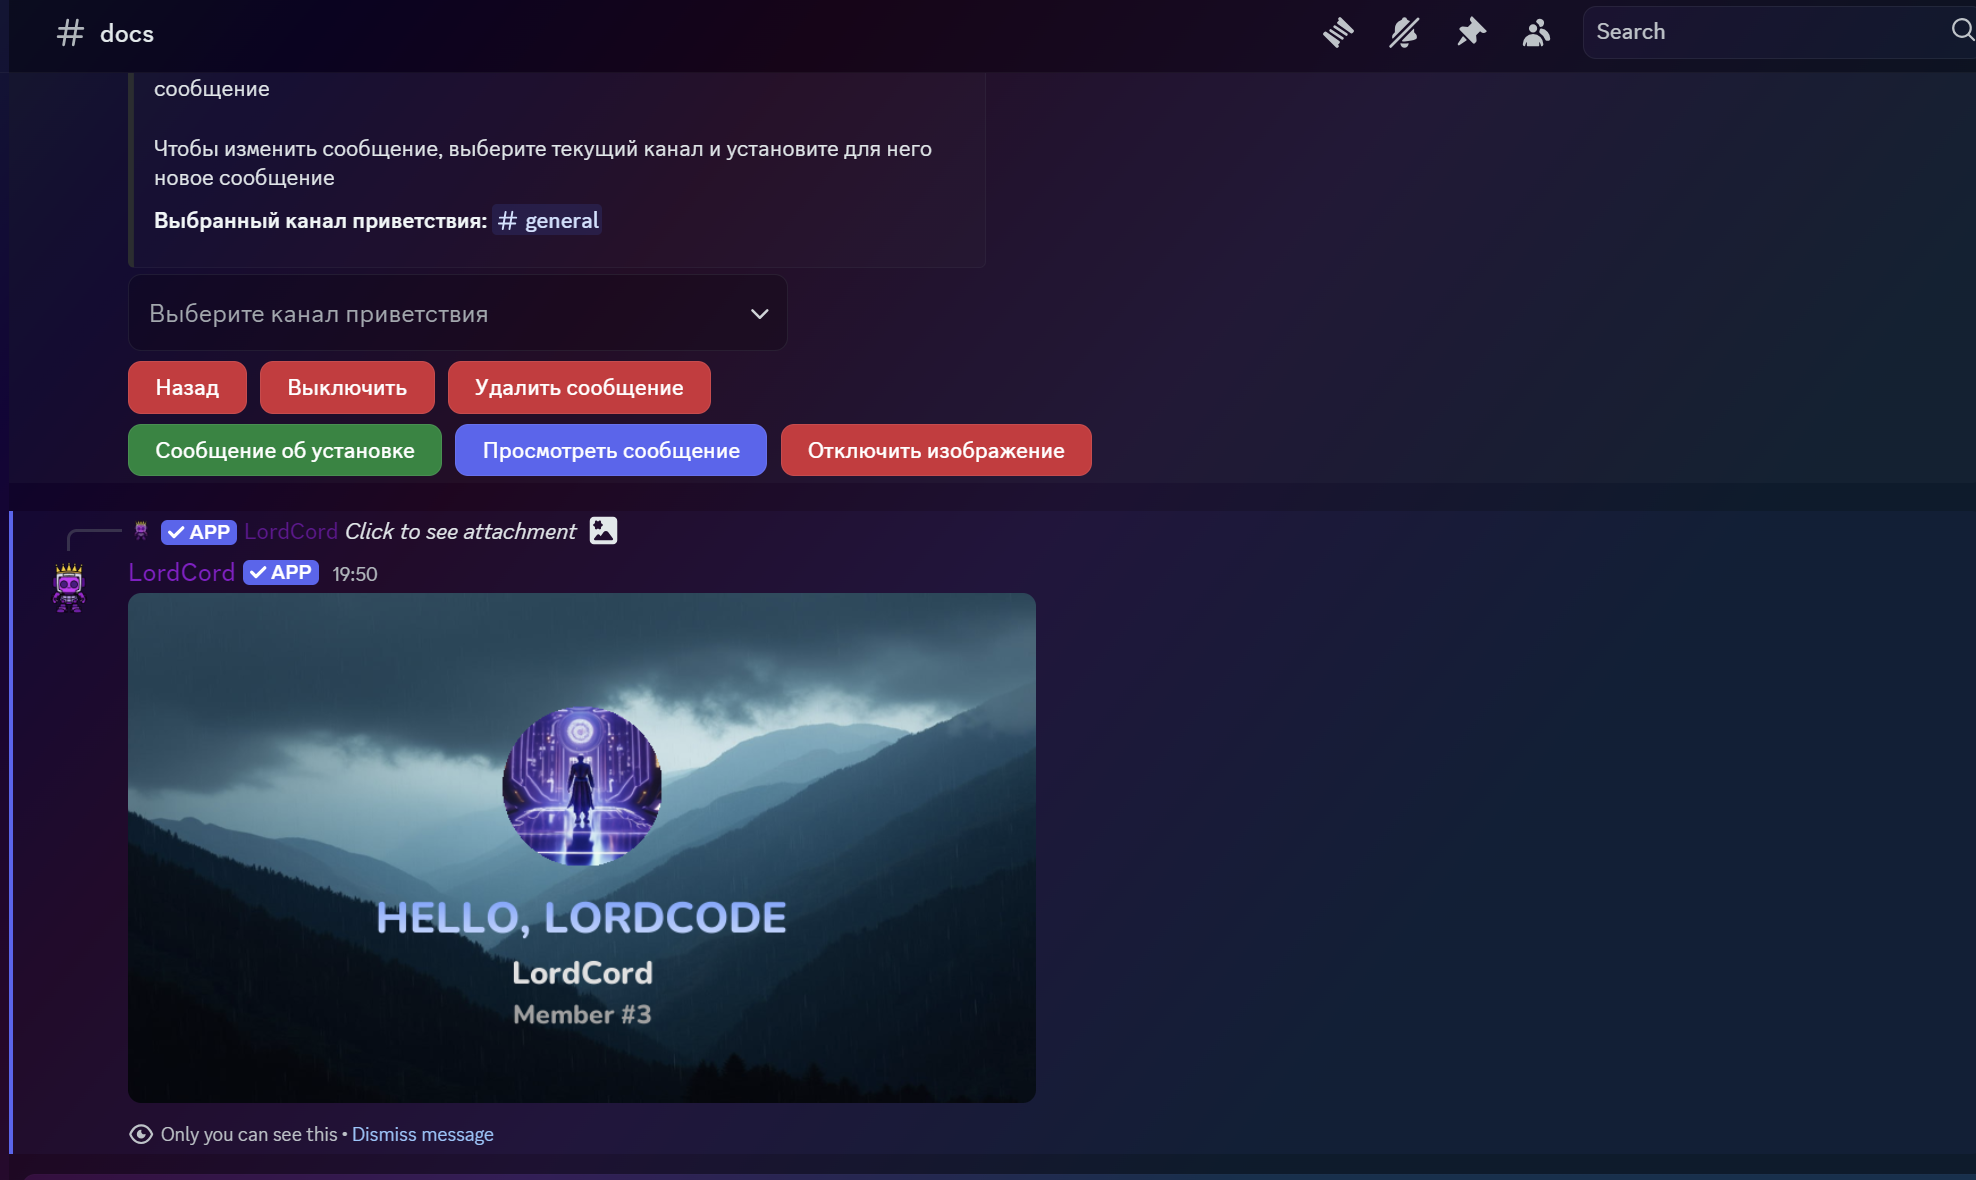 docs
Search
сообщение
Чтобы изменить сообщение, выберите текущий канал и установите для него
новое сообщение
Выбранный канал приветствия: # general
Выберите канал приветствия
Назад Выключить Удалить сообщение
Сообщение об установке Просмотреть сообщение Отключить изображение
APP LordCord Click to see attachment
LordCord APP 19:50
HELLO, LORDCODE
LordCord
Member #3
Only you can see this • Dismiss message